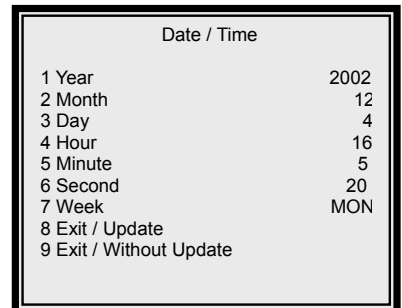 Date / Time
1 Year 2002
2 Month 12
3 Day 4
4 Hour 16
5 Minute 5
6 Second 20
7 Week MON
8 Exit / Update
9 Exit / Without Update